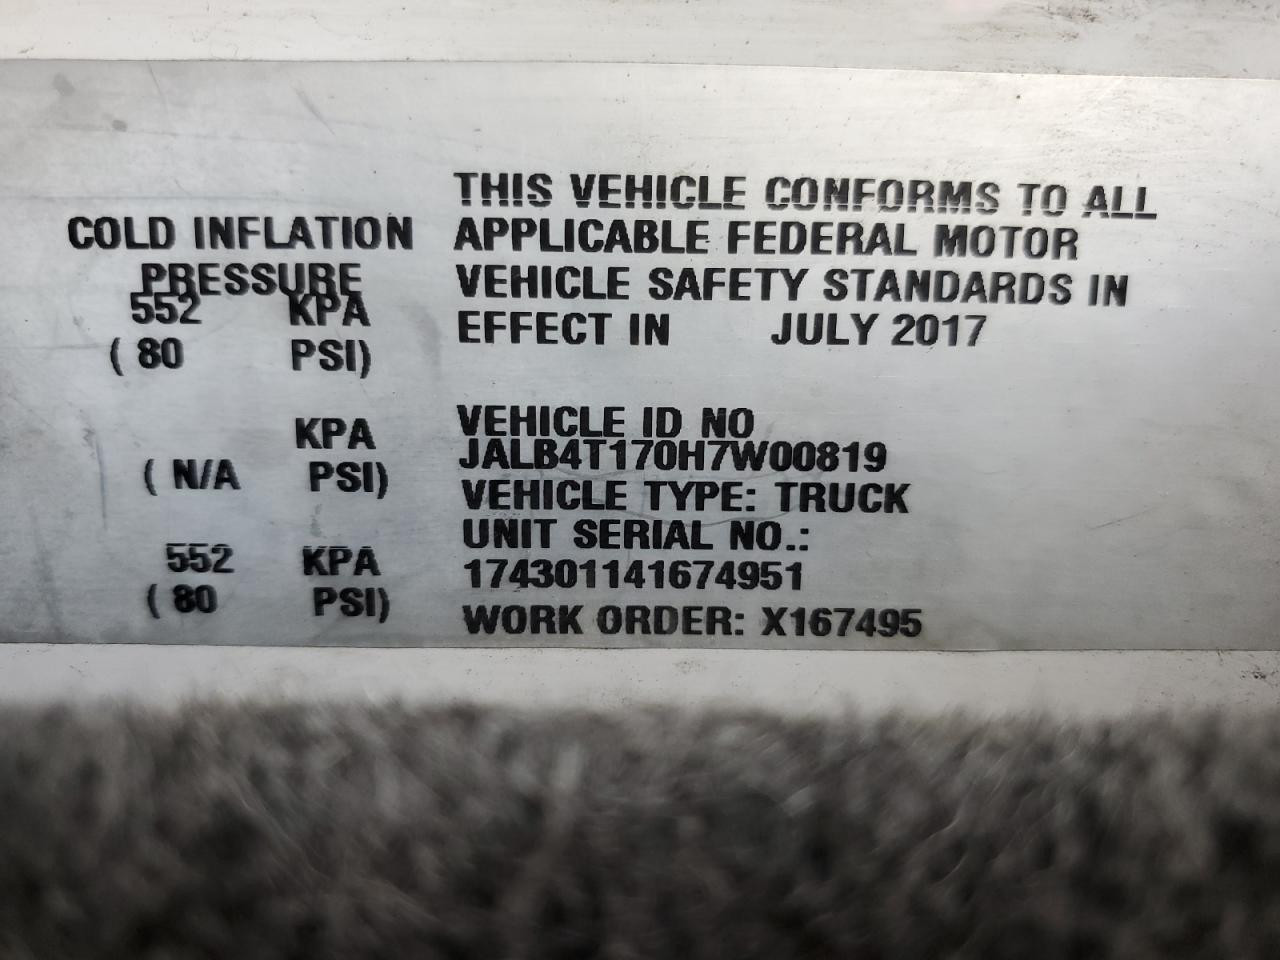 COLD INFLATION
PRESSURE
552 KPA
( 80 PSI)
KPA
( N/A PSI)
552 KPA
( 80 PSI)
THIS VEHICLE CONFORMS TO ALL
APPLICABLE FEDERAL MOTOR
VEHICLE SAFETY STANDARDS IN
EFFECT IN JULY 2017
VEHICLE ID NO
JALB4T170H7W00819
VEHICLE TYPE: TRUCK
UNIT SERIAL NO.:
174301141674951
WORK ORDER: X167495